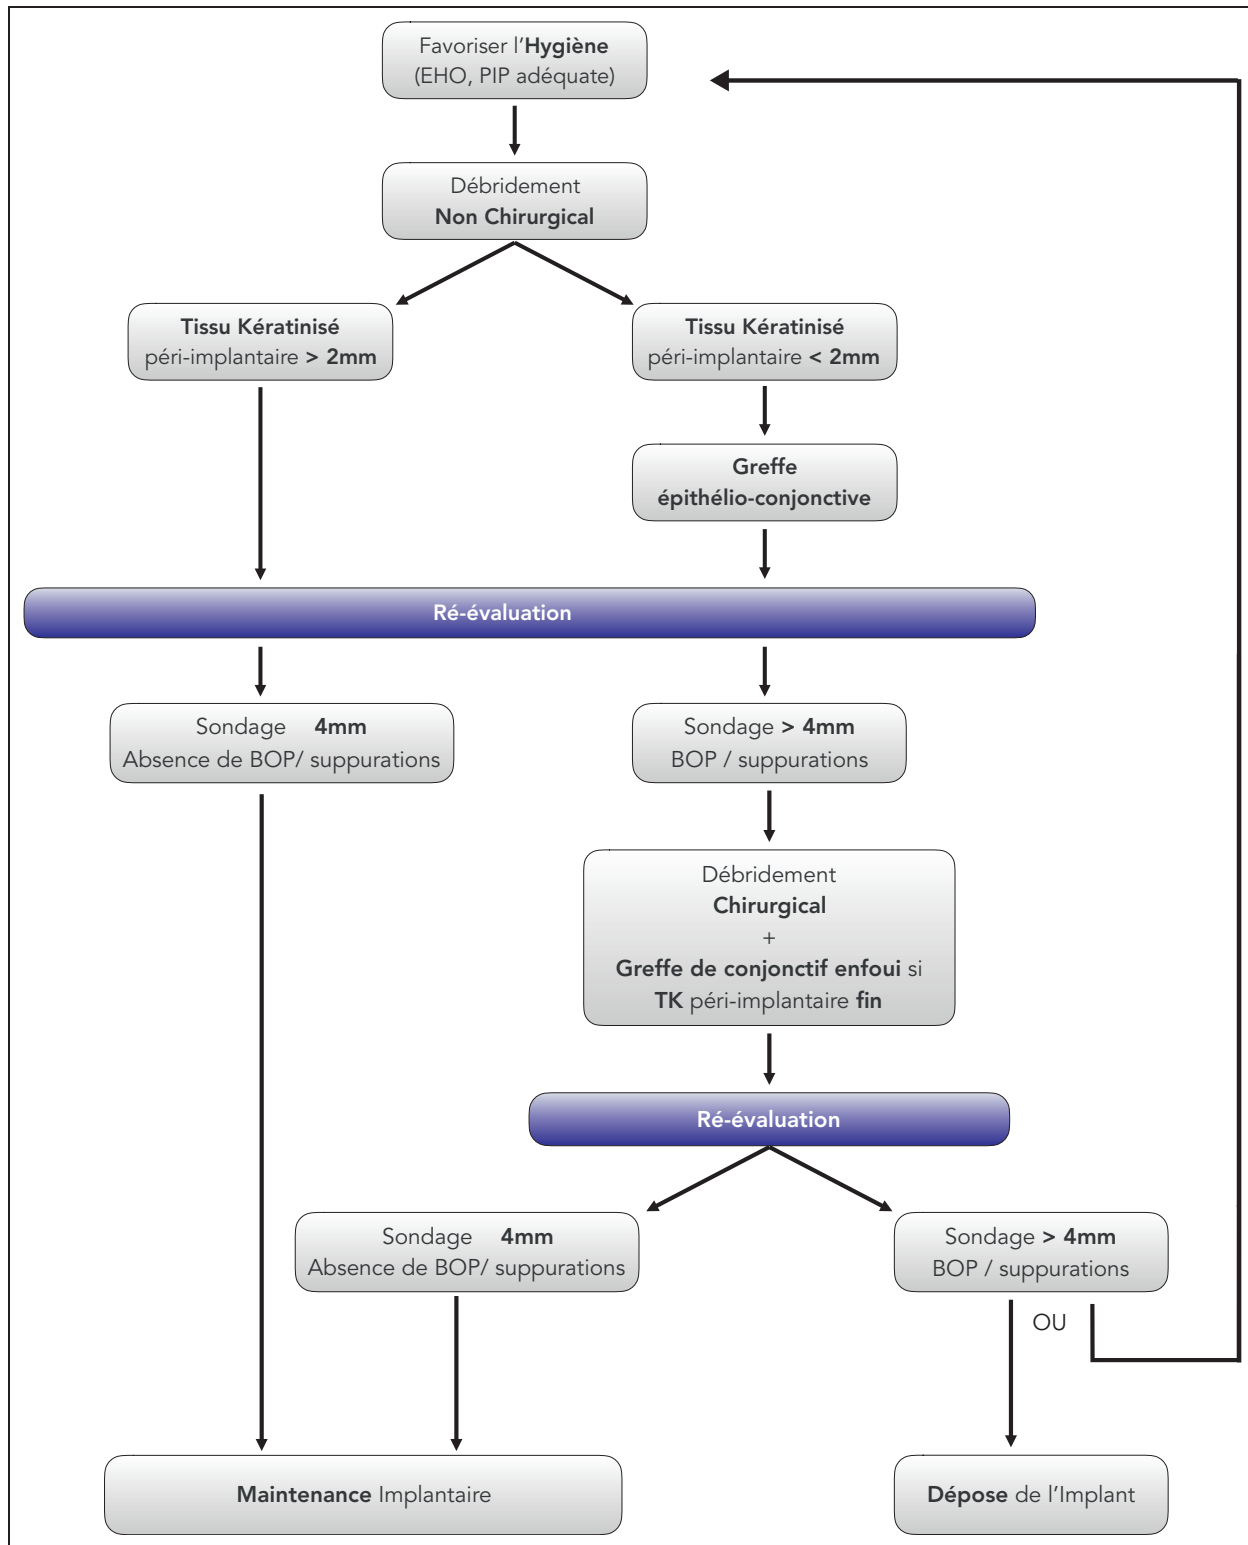 Favoriser l'Hygiène
(EHO, PIP adéquate)
Débridement
Non Chirurgical
Tissu Kératinisé
péri-implantaire > 2mm
Tissu Kératinisé
péri-implantaire < 2mm
Greffe
épithélio-conjonctive
Ré-évaluation
Sondage 4mm
Absence de BOP/ suppurations
Sondage > 4mm
BOP / suppurations
Débridement
Chirurgical
+
Greffe de conjonctif enfoui si
TK péri-implantaire fin
Ré-évaluation
Sondage 4mm
Absence de BOP/ suppurations
Sondage > 4mm
BOP / suppurations
OU
Maintenance Implantaire
Dépose de l'Implant